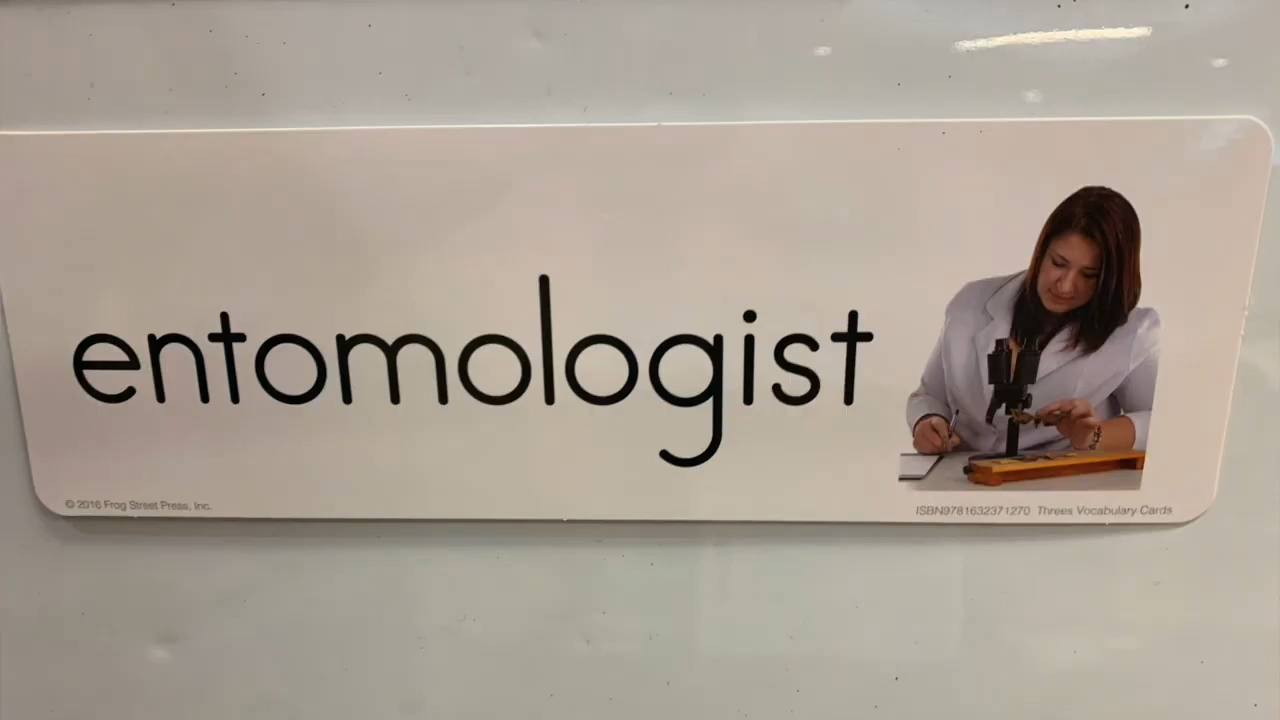 entomologist
© 2016 Frog Street Press, Inc.
ISBN9781632371270 Threes Vocabulary Cards